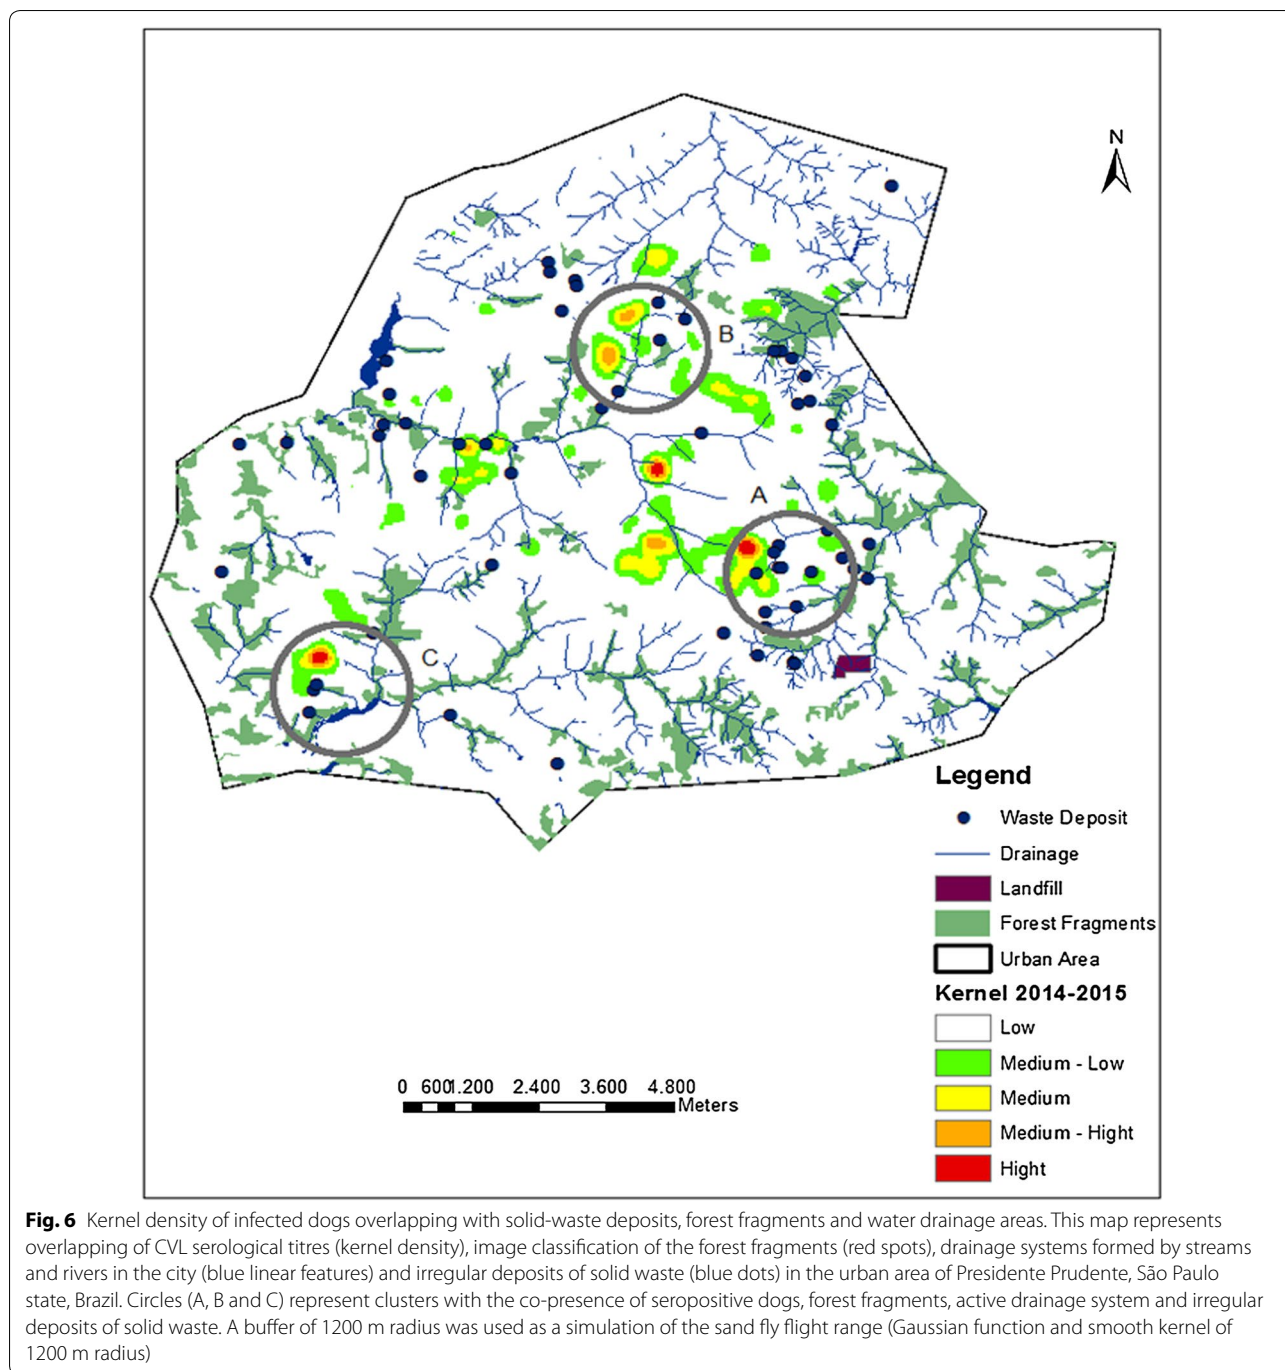 N
B
A
C
Legend
Waste Deposit
Drainage
Landfill
Forest Fragments
Urban Area
Kernel 2014-2015
Low
Medium - Low
Medium
Medium - Hight
Hight
0 600 1.200 2.400 3.600 4.800
Meters
Fig. 6 Kernel density of infected dogs overlapping with solid-waste deposits, forest fragments and water drainage areas. This map represents
overlapping of CVL serological titres (kernel density), image classification of the forest fragments (red spots), drainage systems formed by streams
and rivers in the city (blue linear features) and irregular deposits of solid waste (blue dots) in the urban area of Presidente Prudente, São Paulo
state, Brazil. Circles (A, B and C) represent clusters with the co-presence of seropositive dogs, forest fragments, active drainage system and irregular
deposits of solid waste. A buffer of 1200 m radius was used as a simulation of the sand fly flight range (Gaussian function and smooth kernel of
1200 m radius)